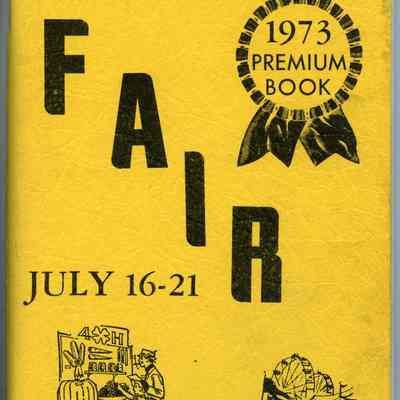 1973
PREMIUM
BOOK
FAIR
JULY 16-21
4 H